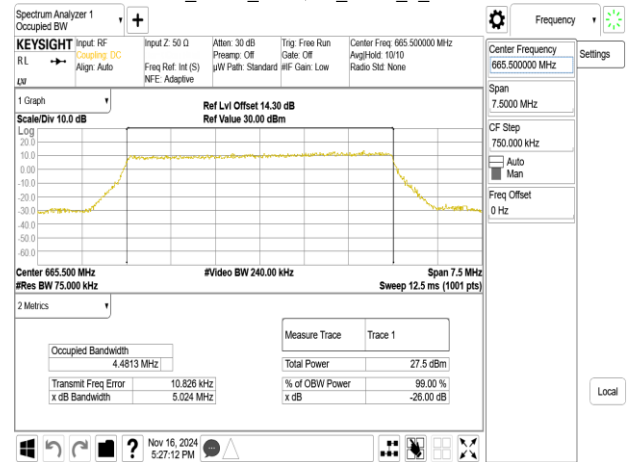 Spectrum Analyzer 1
Occupied BW
Frequency
KEYSIGHT
RL
LXI
Input: RF
Coupling: DC
Align: Auto
Input Z: 50 Ω
Freq Ref: Int (S)
NFE: Adaptive
Atten: 30 dB
Preamp: Off
µW Path: Standard
Trig: Free Run
Gate: Off
#IF Gain: Low
Center Freq: 665.500000 MHz
Avg|Hold: 10/10
Radio Std: None
Center Frequency
665.500000 MHz
Settings
Span
7.5000 MHz
CF Step
750.000 kHz
Auto
Man
Freq Offset
0 Hz
1 Graph
Scale/Div 10.0 dB
Ref Lvl Offset 14.30 dB
Ref Value 30.00 dBm
Log
20.0
10.0
0.00
-10.0
-20.0
-30.0
-40.0
-50.0
-60.0
Center 665.500 MHz
#Video BW 240.00 kHz
Span 7.5 MHz
#Res BW 75.000 kHz
Sweep 12.5 ms (1001 pts)
2 Metrics
Measure Trace
Trace 1
Occupied Bandwidth
4.4813 MHz
Total Power
27.5 dBm
Transmit Freq Error
10.826 kHz
% of OBW Power
99.00 %
x dB Bandwidth
5.024 MHz
x dB
-26.00 dB
Local
?
Nov 16, 2024
5:27:12 PM